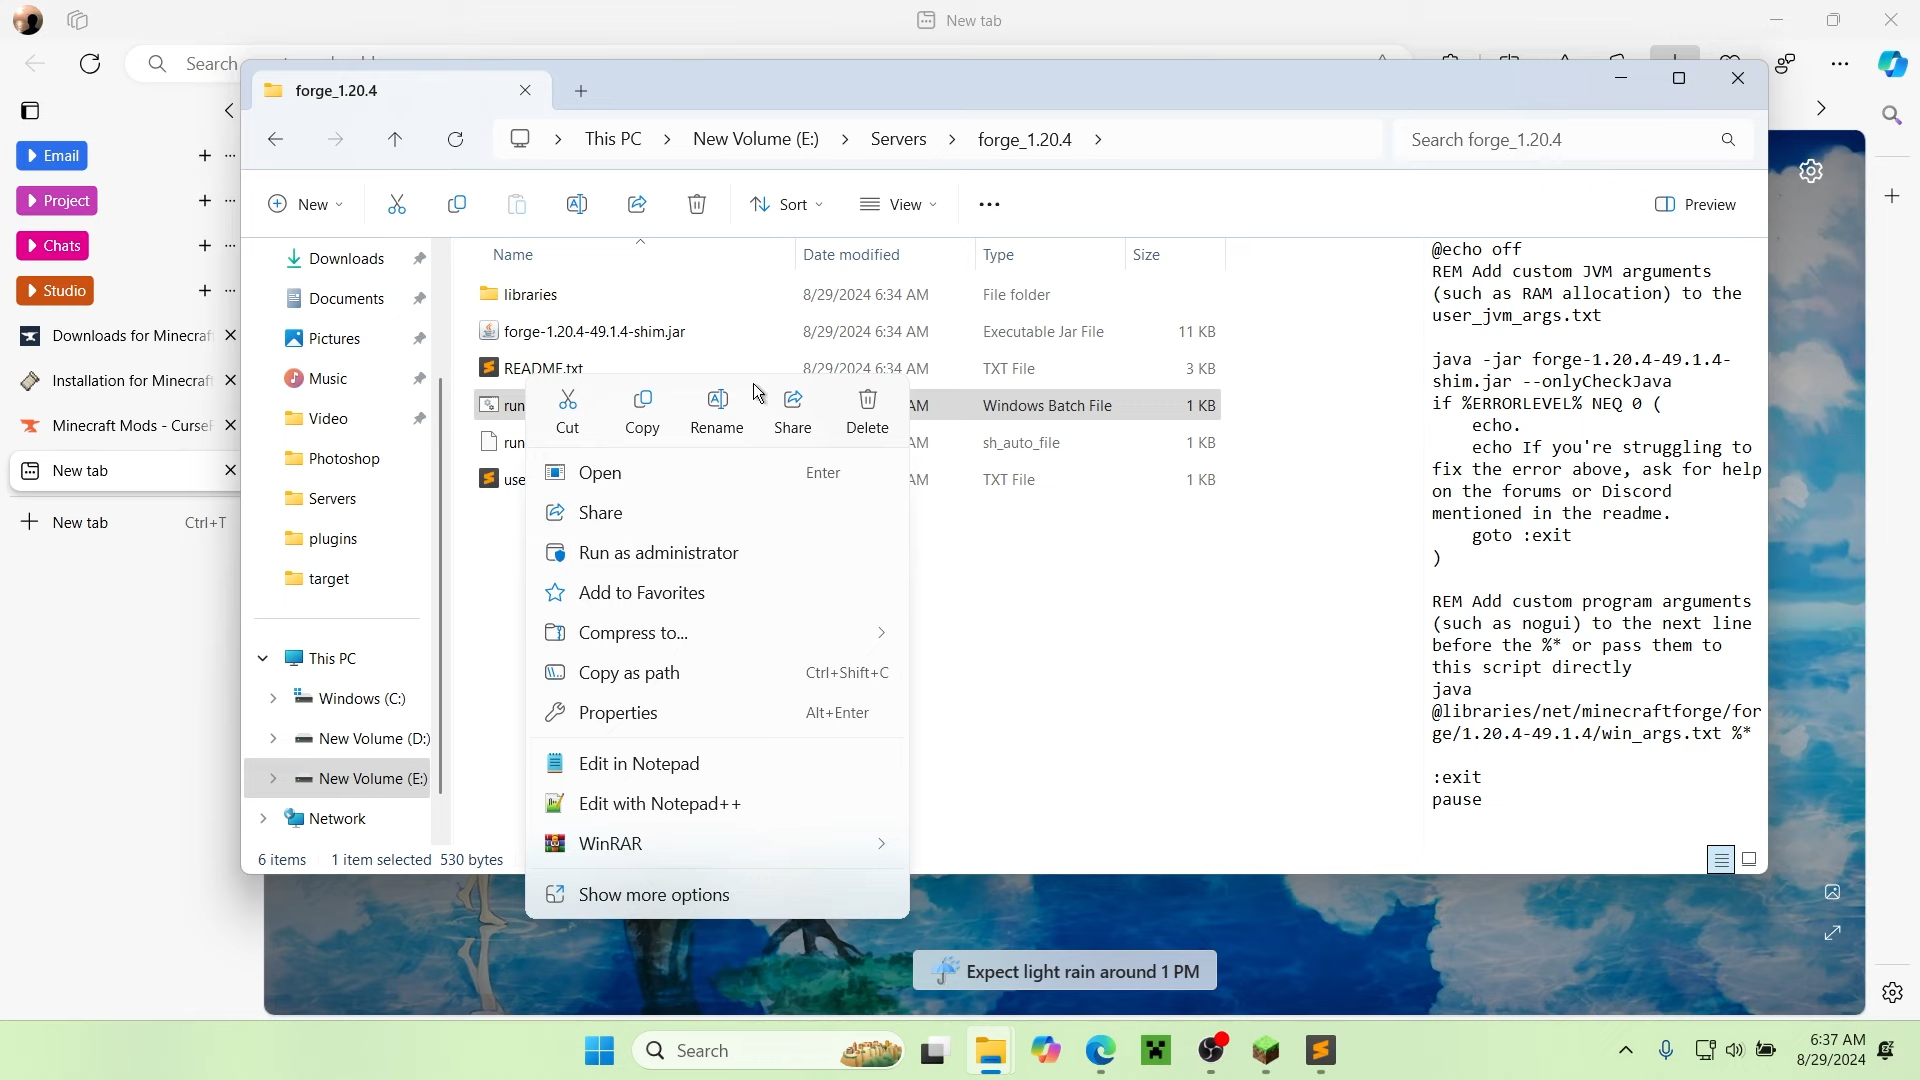 New tab
Search
forge_1.20.4
Email
Project
Chats
Studio
Downloads for Minecraf
Installation for Minecraf
Minecraft Mods - CurseF
New tab
New tab Ctrl+T
This PC New Volume (E:) Servers forge_1.20.4
Search forge_1.20.4
New Sort View Preview
Downloads
Documents
Pictures
Music
Video
Photoshop
Servers
plugins
target
This PC
Windows (C:)
New Volume (D:)
New Volume (E:)
Network
Name Date modified Type Size
libraries 8/29/2024 6:34 AM File folder
forge-1.20.4-49.1.4-shim.jar 8/29/2024 6:34 AM Executable Jar File 11 KB
README.txt 8/29/2024 6:34 AM TXT File 3 KB
run AM Windows Batch File 1 KB
run AM sh_auto_file 1 KB
use AM TXT File 1 KB
Cut Copy Rename Share Delete
Open Enter
Share
Run as administrator
Add to Favorites
Compress to...
Copy as path Ctrl+Shift+C
Properties Alt+Enter
Edit in Notepad
Edit with Notepad++
WinRAR
Show more options
@echo off
REM Add custom JVM arguments
(such as RAM allocation) to the
user_jvm_args.txt
java -jar forge-1.20.4-49.1.4-
shim.jar --onlyCheckJava
if %ERRORLEVEL% NEQ 0 (
echo.
echo If you're struggling to
fix the error above, ask for help
on the forums or Discord
mentioned in the readme.
goto :exit
)
REM Add custom program arguments
(such as nogui) to the next line
before the %* or pass them to
this script directly
java
@libraries/net/minecraftforge/for
ge/1.20.4-49.1.4/win_args.txt %*
:exit
pause
6 items 1 item selected 530 bytes
Expect light rain around 1 PM
Search
6:37 AM
8/29/2024